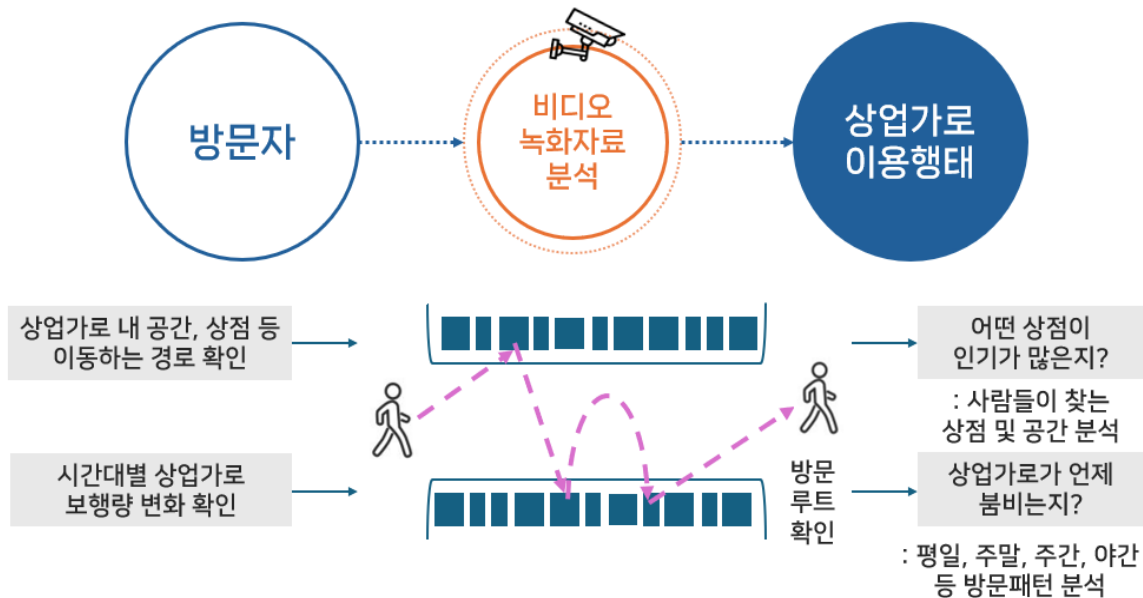 방문자
비디오
녹화자료
분석
상업가로
이용행태
상업가로 내 공간, 상점 등
이동하는 경로 확인
어떤 상점이
인기가 많은지?
: 사람들이 찾는
상점 및 공간 분석
시간대별 상업가로
보행량 변화 확인
방문
루트
확인
상업가로가 언제
붐비는지?
: 평일, 주말, 주간, 야간
등 방문패턴 분석